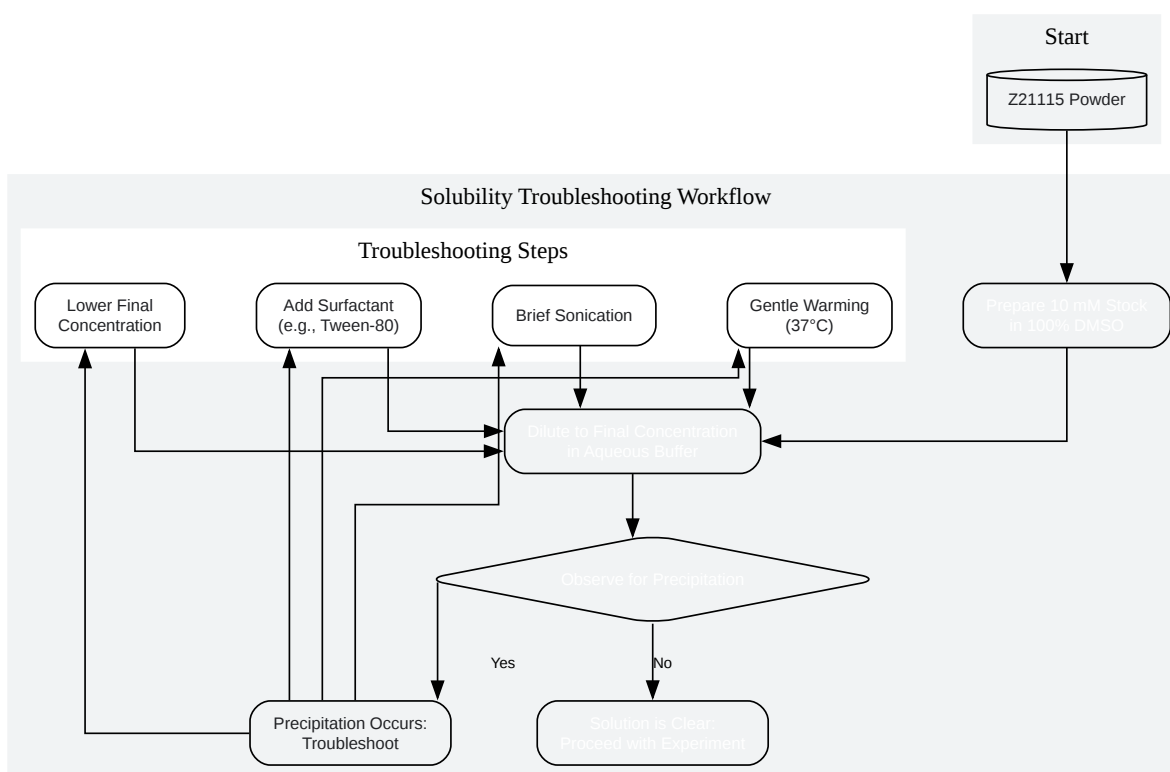 Start
Z21115 Powder
Solubility Troubleshooting Workflow
Troubleshooting Steps
Lower Final
Concentration
Add Surfactant
(e.g., Tween-80)
Brief Sonication
Gentle Warming
(37°C)
Prepare 10 mM Stock
in 100% DMSO
Dilute to Final Concentration
in Aqueous Buffer
Observe for Precipitation
Yes
No
Precipitation Occurs:
Troubleshoot
Solution is Clear:
Proceed with Experiment